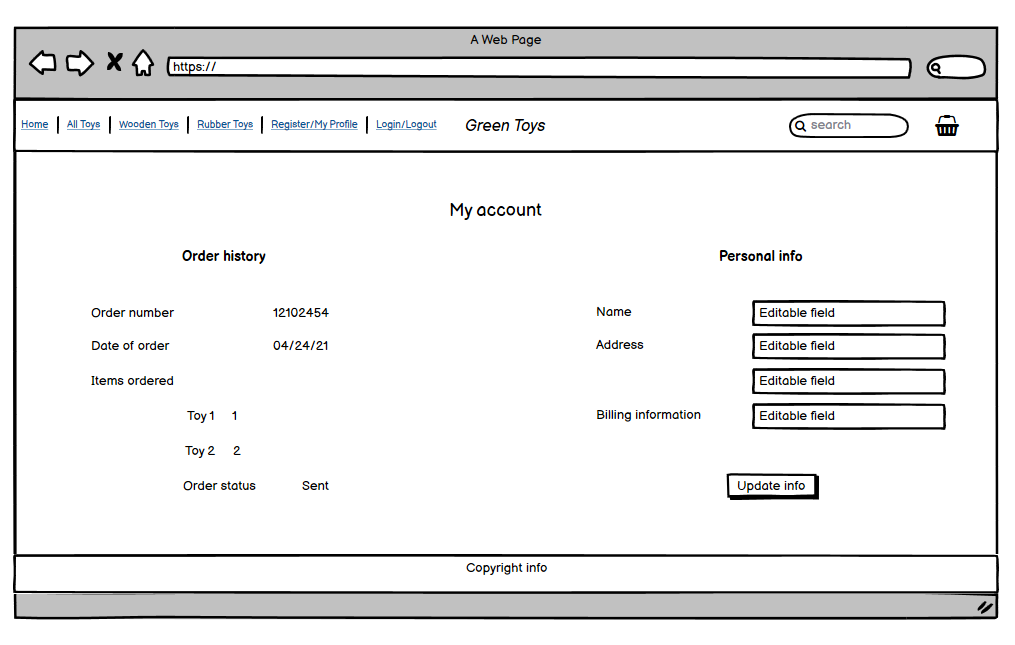 A Web Page
https://
Home All Toys Wooden Toys Rubber Toys Register/My Profile Login/Logout Green Toys search
My account
Order history
Order number 12102454
Date of order 04/24/21
Items ordered
Toy 1 1
Toy 2 2
Order status Sent
Personal info
Name Editable field
Address Editable field
Editable field
Billing information Editable field
Update info
Copyright info